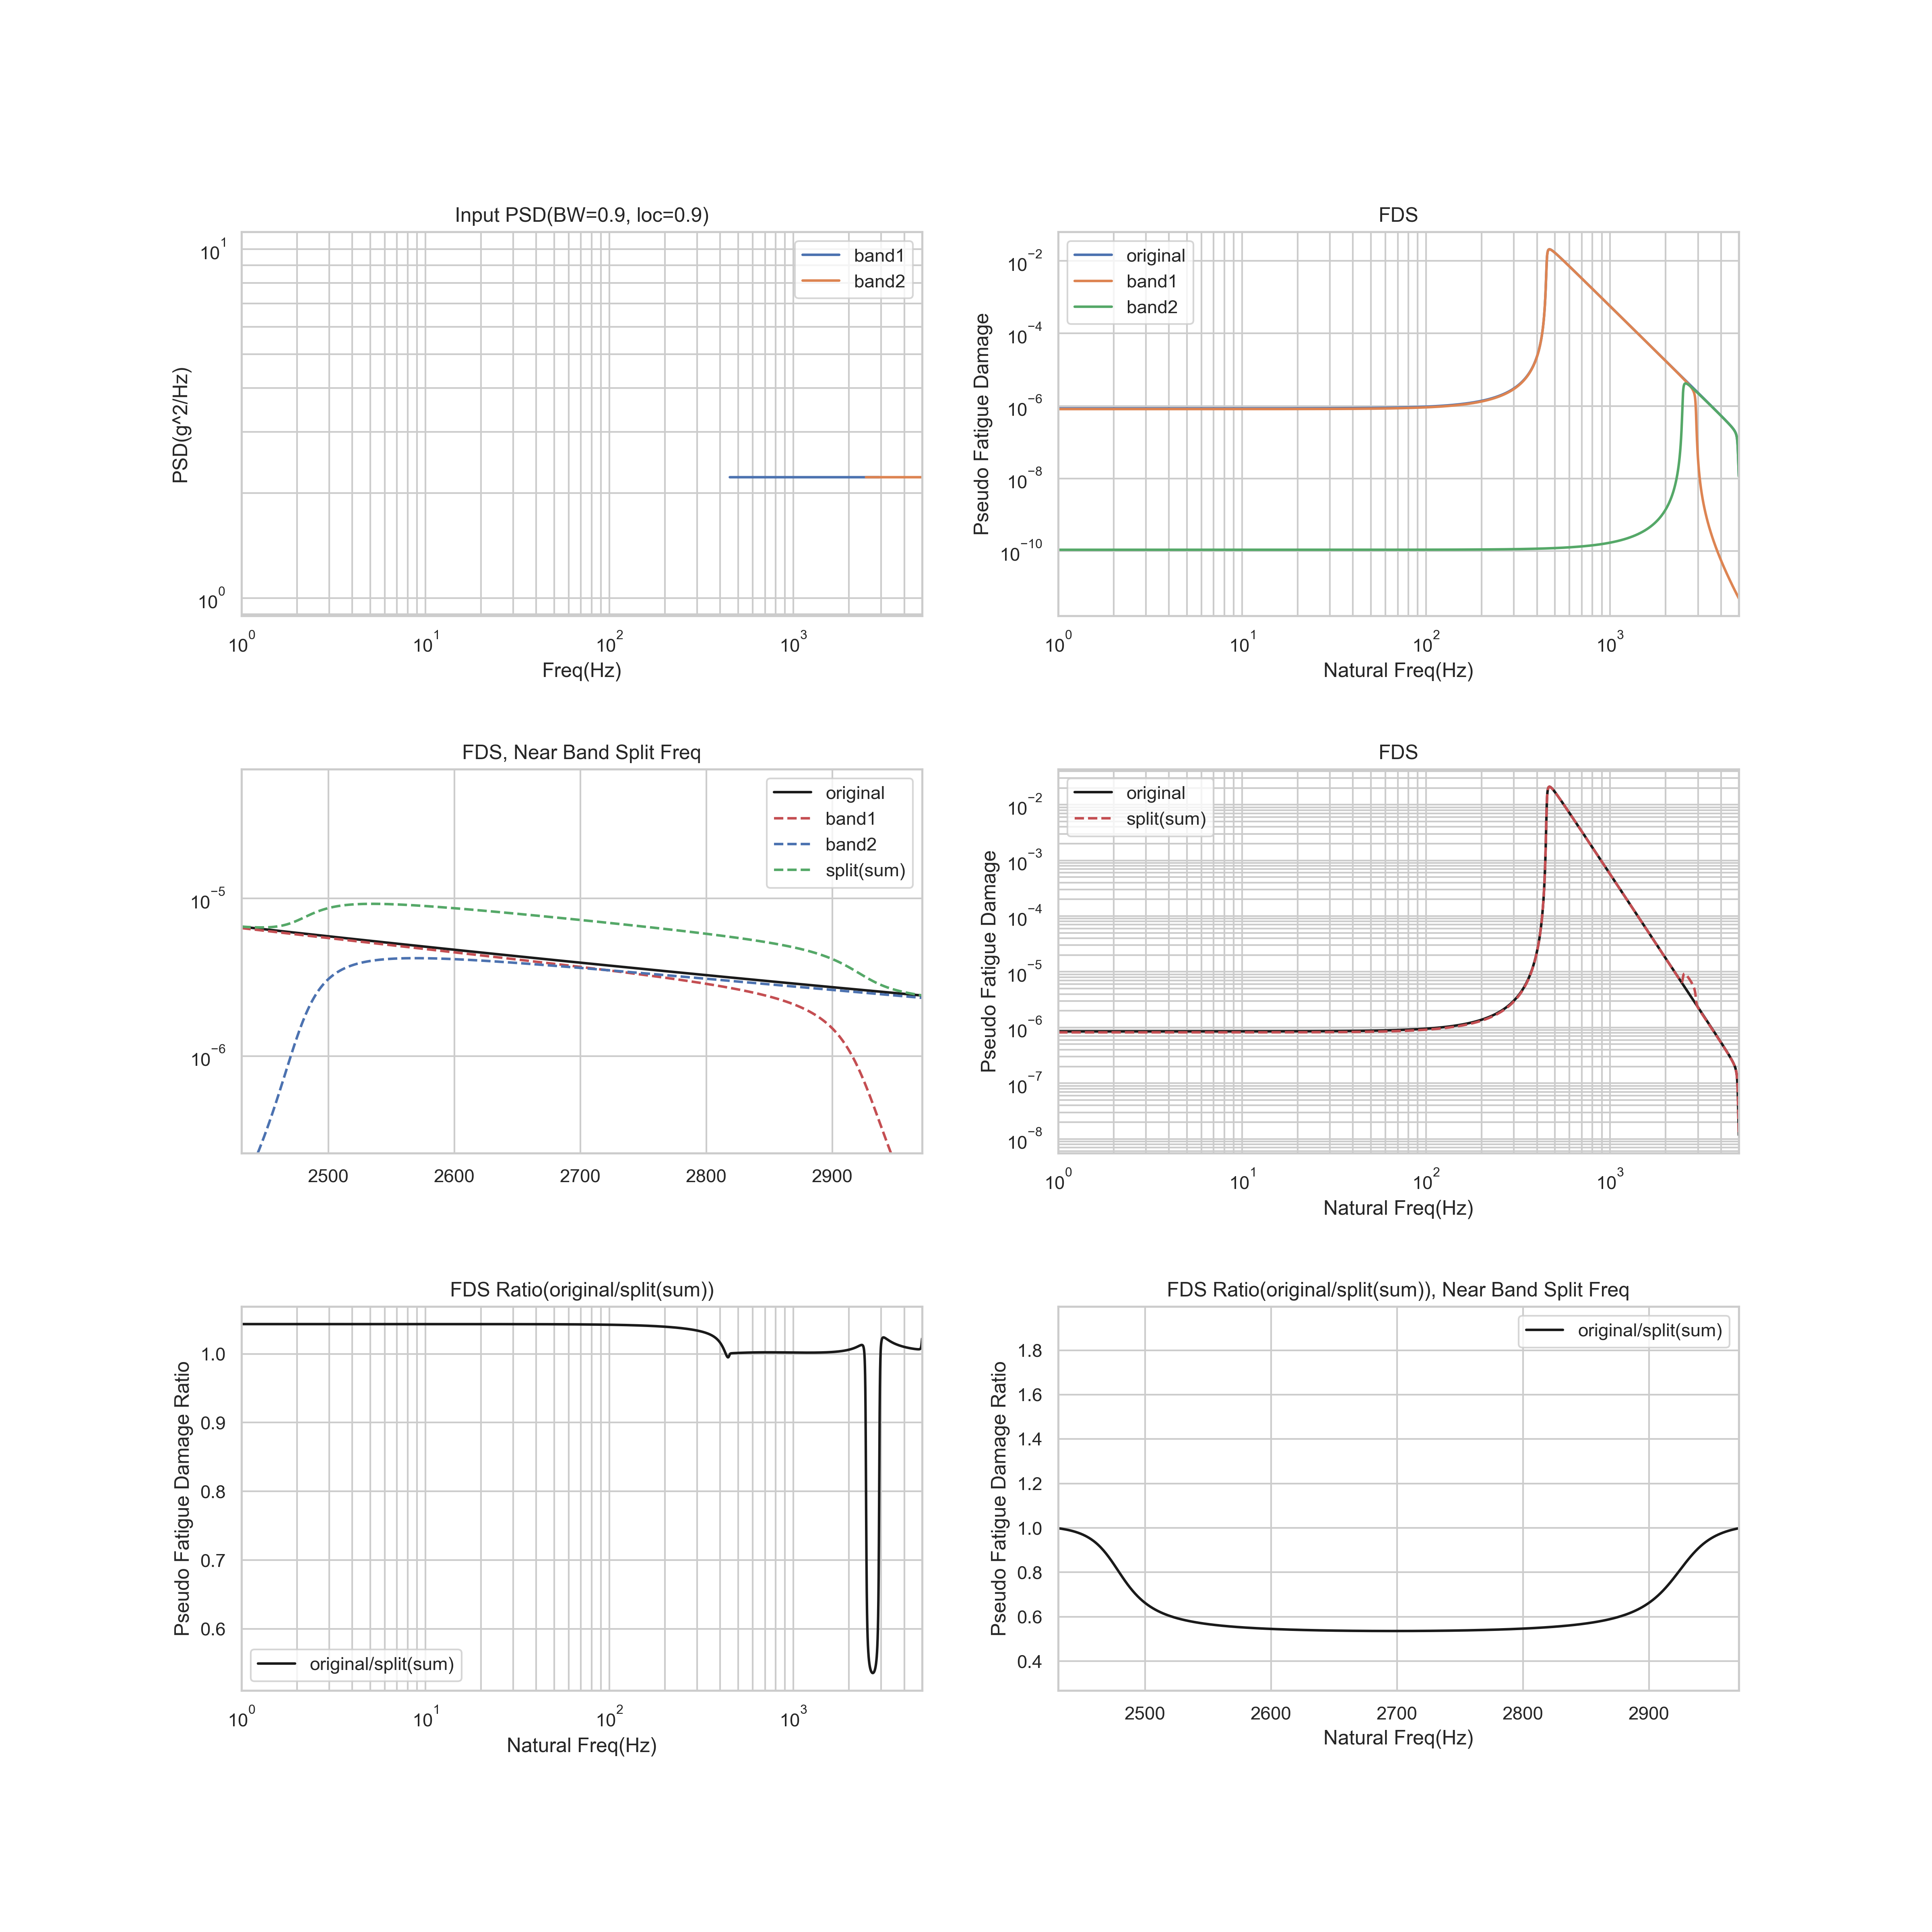 Input PSD(BW=0.9, loc=0.9)
PSD(g^2/Hz)
10^1
10^0
band1
band2
10^0 10^1 10^2 10^3
Freq(Hz)
FDS
Pseudo Fatigue Damage
10^−2
10^−4
10^−6
10^−8
10^−10
original
band1
band2
10^0 10^1 10^2 10^3
Natural Freq(Hz)
FDS, Near Band Split Freq
10^−5
10^−6
original
band1
band2
split(sum)
2500 2600 2700 2800 2900
FDS
Pseudo Fatigue Damage
10^−2
10^−3
10^−4
10^−5
10^−6
10^−7
10^−8
original
split(sum)
10^0 10^1 10^2 10^3
Natural Freq(Hz)
FDS Ratio(original/split(sum))
Pseudo Fatigue Damage Ratio
1.0
0.9
0.8
0.7
0.6
original/split(sum)
10^0 10^1 10^2 10^3
Natural Freq(Hz)
FDS Ratio(original/split(sum)), Near Band Split Freq
Pseudo Fatigue Damage Ratio
1.8
1.6
1.4
1.2
1.0
0.8
0.6
0.4
original/split(sum)
2500 2600 2700 2800 2900
Natural Freq(Hz)